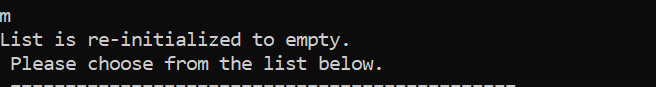 m
List is re-initialized to empty.
 Please choose from the list below.
 -----------------------------------------------